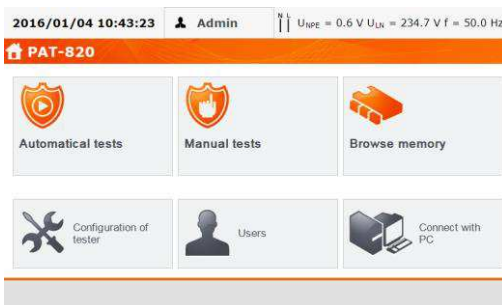 2016/01/04 10:43:23 Admin N L UNPE = 0.6 V ULN = 234.7 V f = 50.0 Hz
PAT-820
Automatical tests Manual tests Browse memory
Configuration of tester
Users
Connect with PC